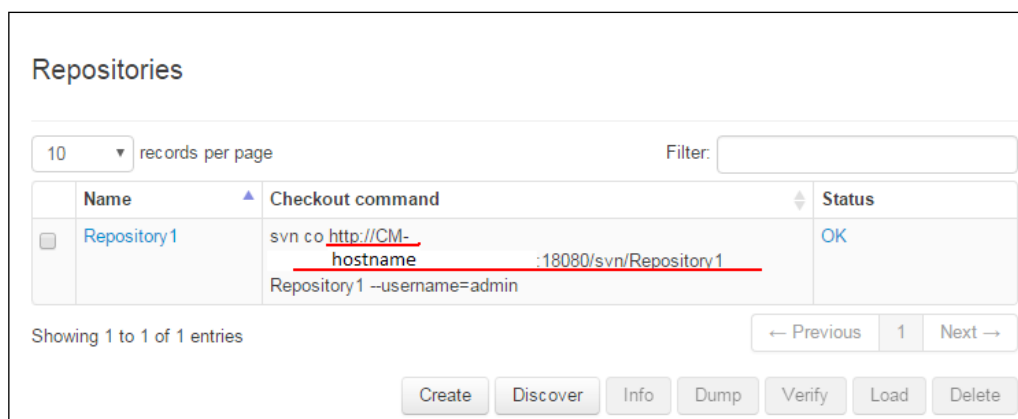 Repositories
10 records per page Filter:
Name Checkout command Status
Repository1 svn co http://CM- OK
hostname :18080/svn/Repository1
Repository1 --username=admin
Showing 1 to 1 of 1 entries ← Previous 1 Next →
Create Discover Info Dump Verify Load Delete